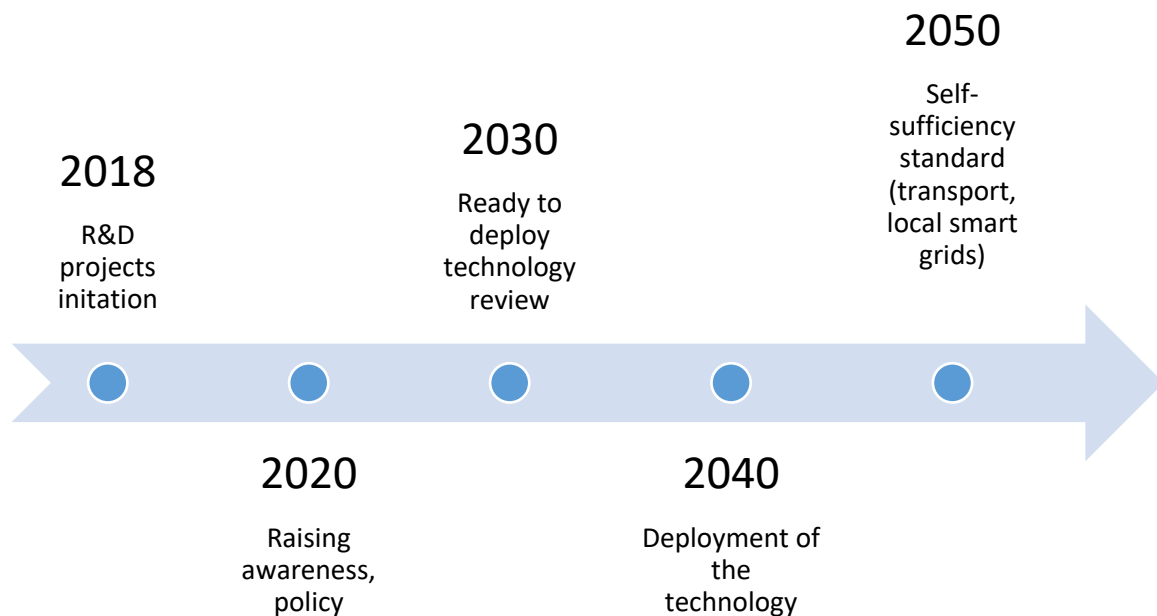 2018
R&D
projects
initation
2020
Raising
awareness,
policy
2030
Ready to
deploy
technology
review
2040
Deployment of
the
technology
2050
Self-
sufficiency
standard
(transport,
local smart
grids)